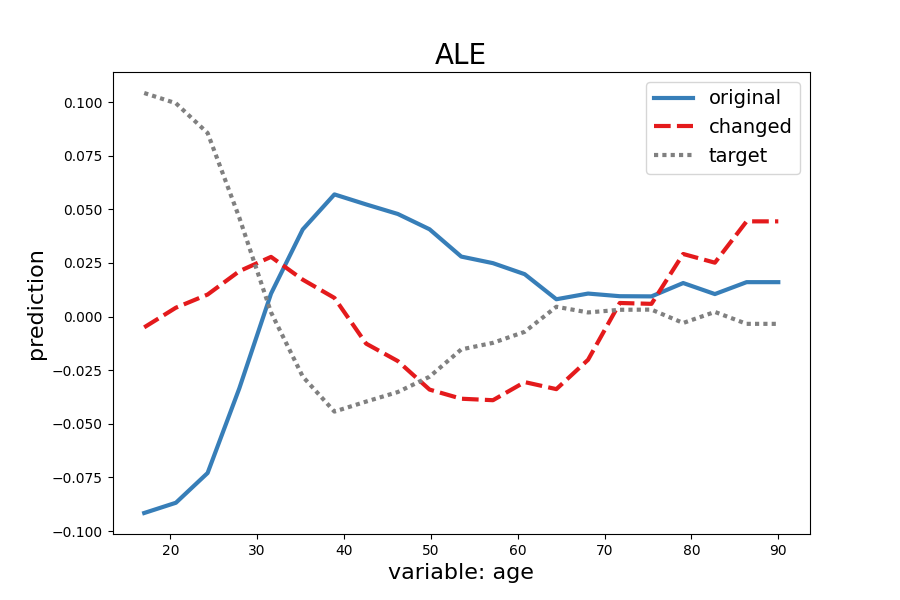 ALE
original
changed
target
0.100
0.075
0.050
0.025
0.000
−0.025
−0.050
−0.075
−0.100
prediction
20 30 40 50 60 70 80 90
variable: age